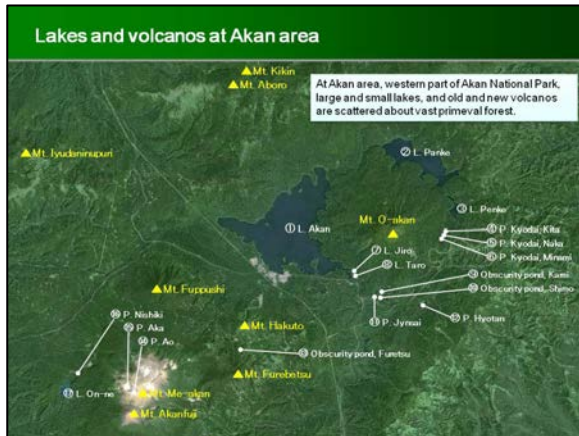 Lakes and volcanos at Akan area
At Akan area, western part of Akan National Park,
large and small lakes, and old and new volcanos
are scattered about vast primeval forest.
▲Mt. Kikin
▲Mt. Aboro
▲Mt. Iyudaninupuri
② L. Panke
③ L. Penke
① L. Akan
Mt. O-akan
④ P. Kyodai, Kita
⑤ P. Kyodai, Naka
⑥ P. Kyodai, Minami
⑦ L. Jiro
⑧ L. Taro
Obscurity pond, Kami
Obscurity pond, Shimo
P. Hyotan
▲Mt. Fuppushi
P. Nishiki
P. Aka
P. Ao
▲Mt. Hakuto
Obscurity pond, Furetsu
▲Mt. Furebetsu
L. On-ne
▲Mt. Me-akan
▲Mt. Akanfuji